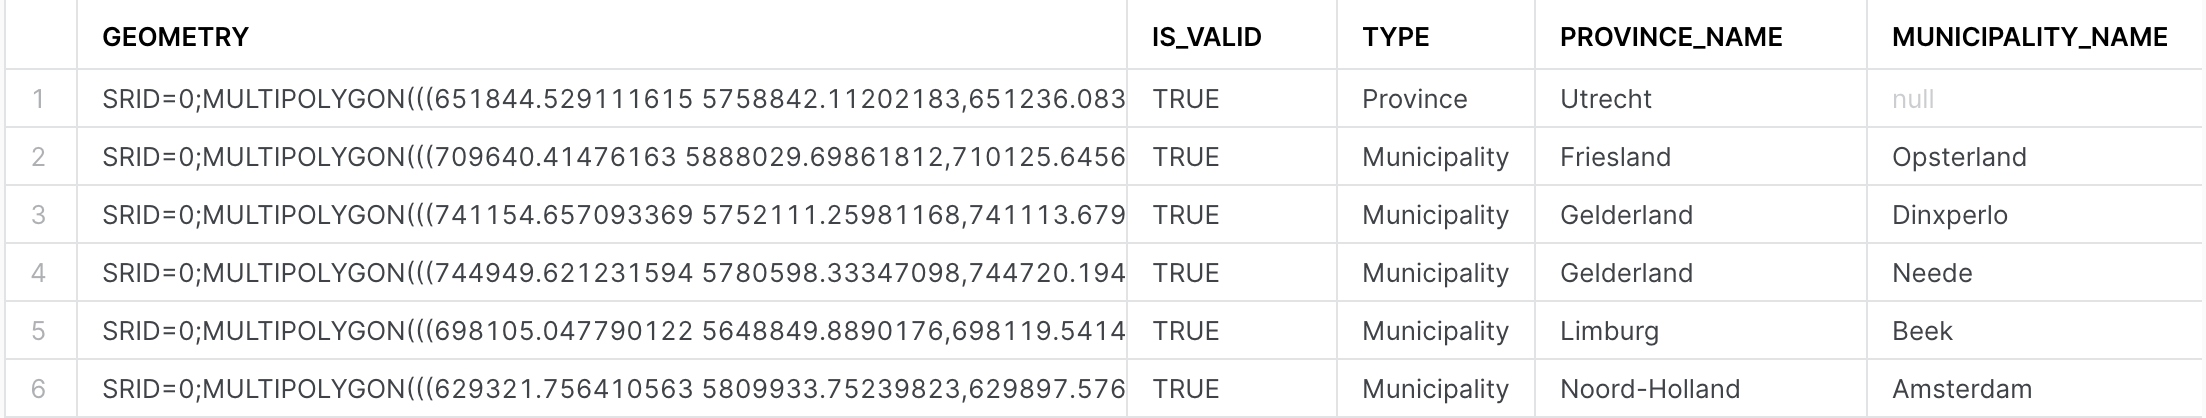 GEOMETRY IS_VALID TYPE PROVINCE_NAME MUNICIPALITY_NAME
1 SRID=0;MULTIPOLYGON(((651844.529111615 5758842.11202183,651236.083 TRUE Province Utrecht null
2 SRID=0;MULTIPOLYGON(((709640.41476163 5888029.69861812,710125.6456 TRUE Municipality Friesland Opsterland
3 SRID=0;MULTIPOLYGON(((741154.657093369 5752111.25981168,741113.679 TRUE Municipality Gelderland Dinxperlo
4 SRID=0;MULTIPOLYGON(((744949.621231594 5780598.33347098,744720.194 TRUE Municipality Gelderland Neede
5 SRID=0;MULTIPOLYGON(((698105.047790122 5648849.8890176,698119.5414 TRUE Municipality Limburg Beek
6 SRID=0;MULTIPOLYGON(((629321.756410563 5809933.75239823,629897.576 TRUE Municipality Noord-Holland Amsterdam